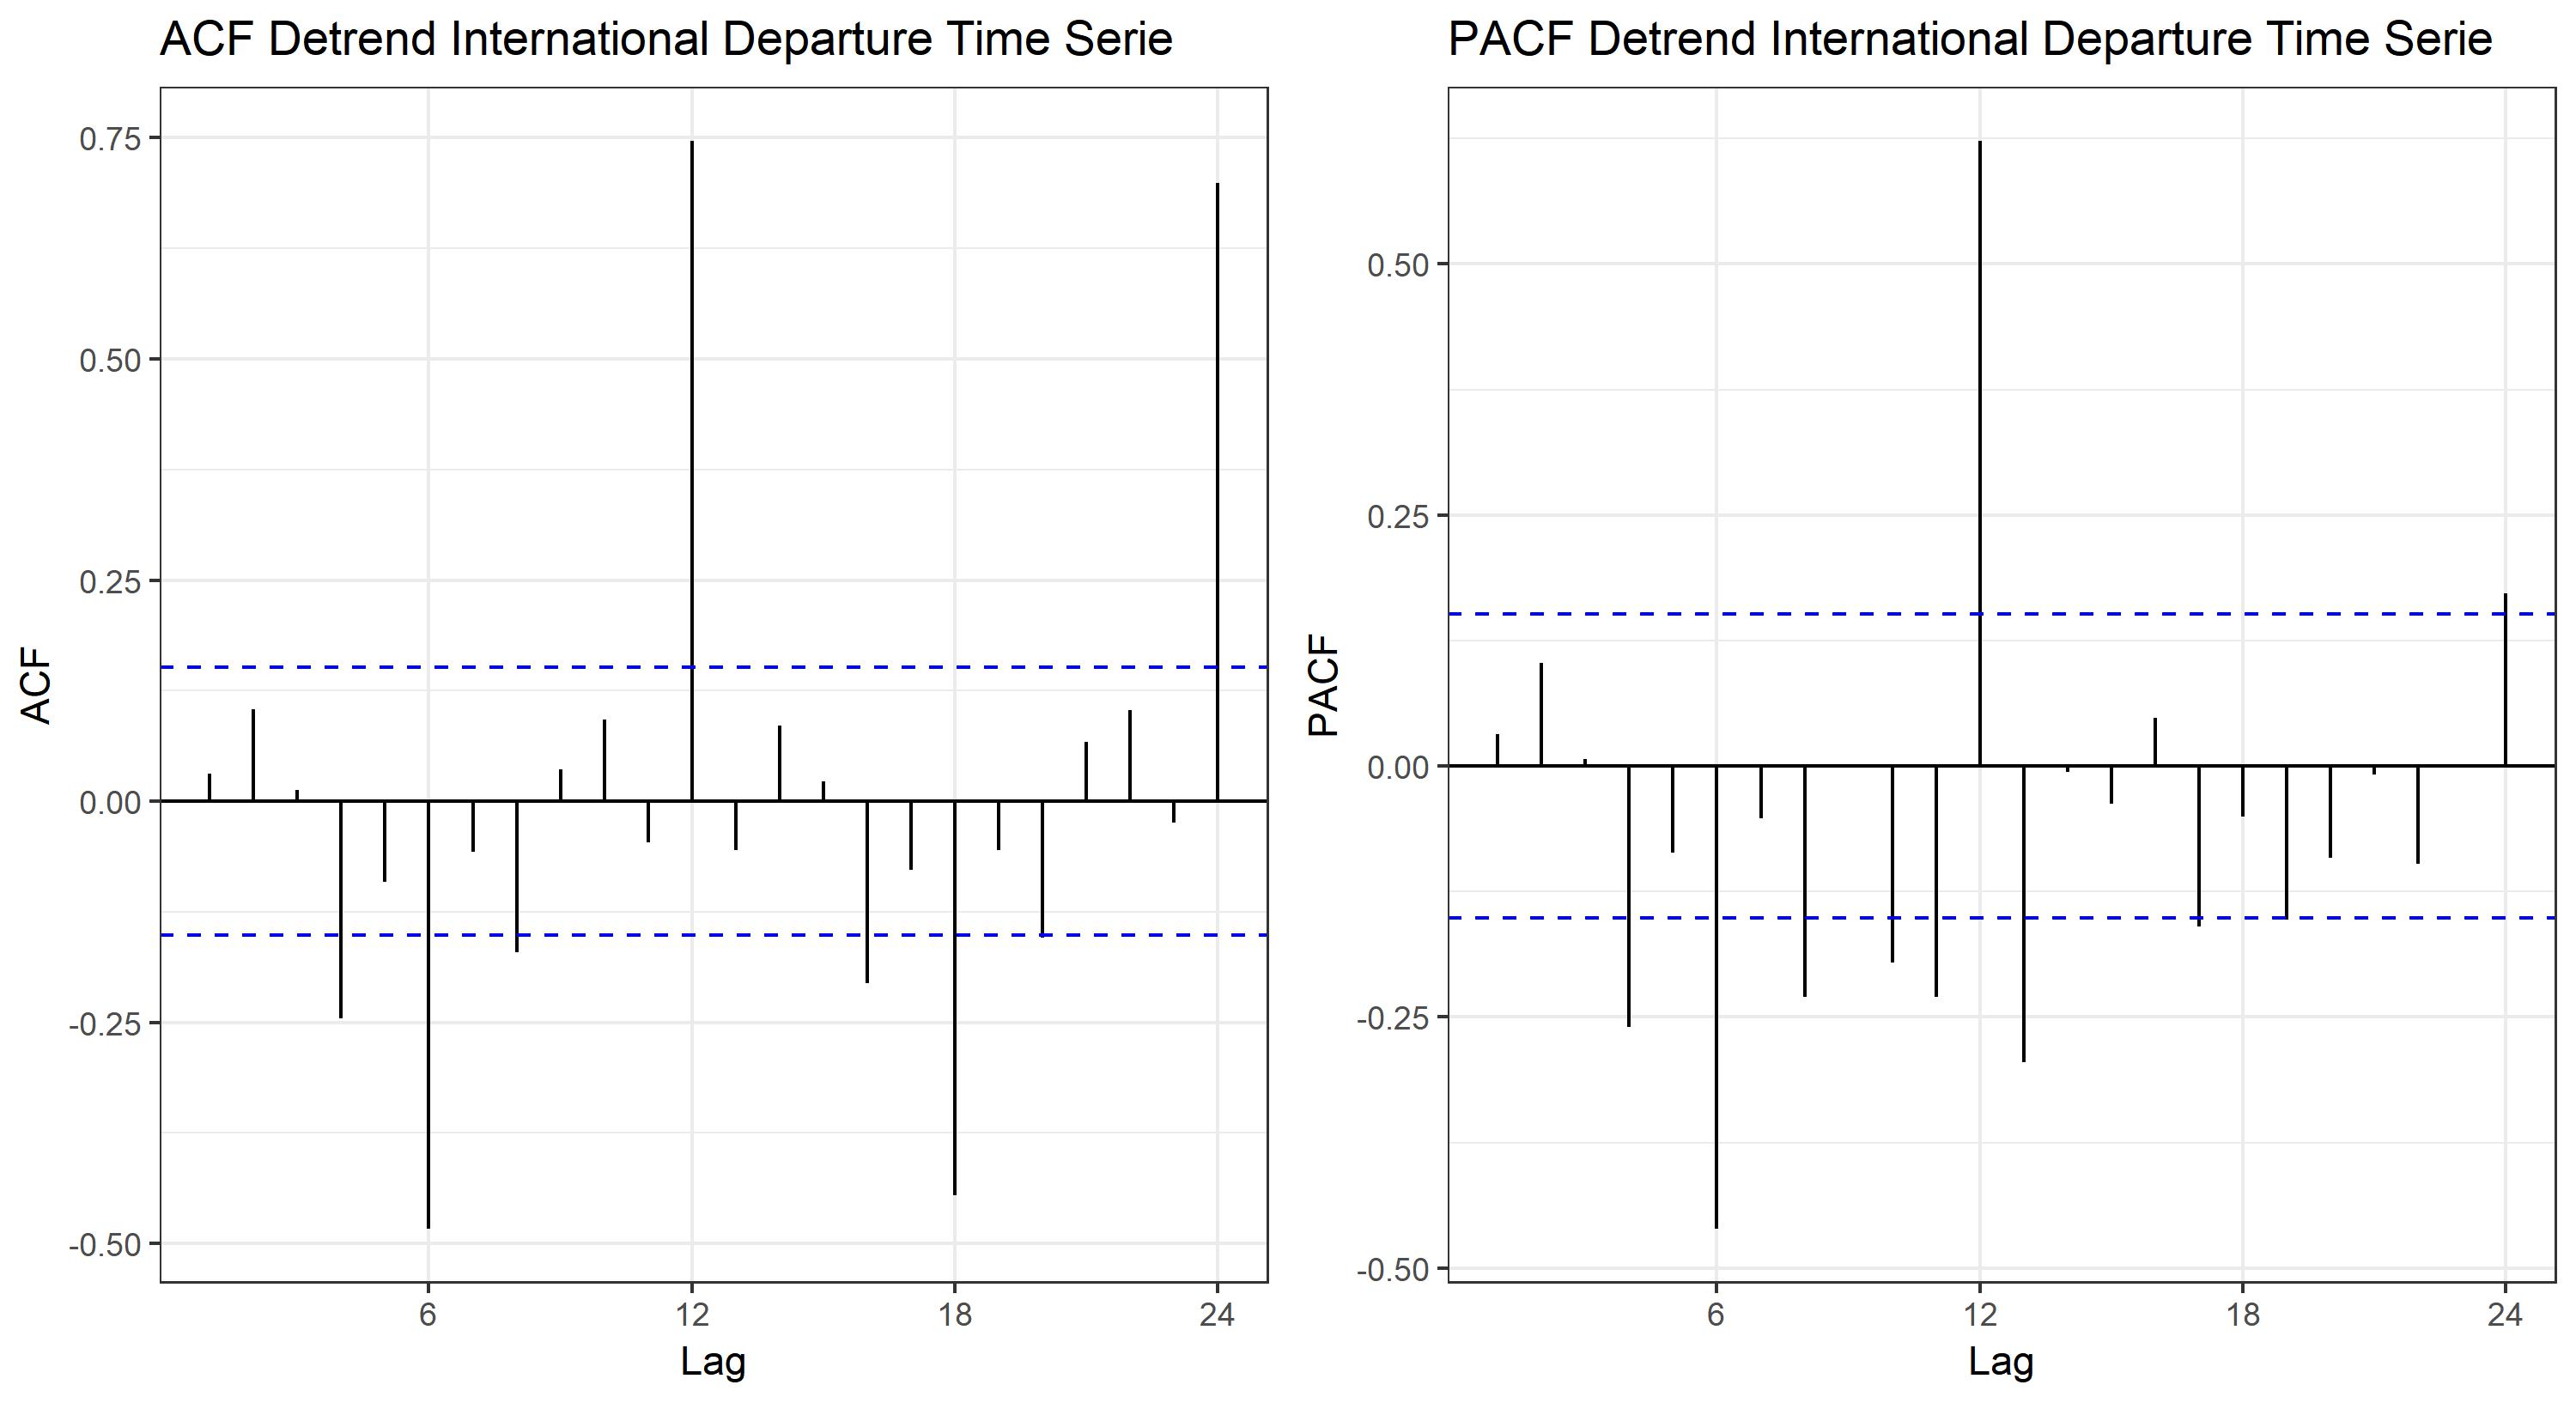 ACF Detrend International Departure Time Serie
0.75
0.50
0.25
0.00
-0.25
-0.50
ACF
6 12 18 24
Lag
PACF Detrend International Departure Time Serie
0.50
0.25
0.00
-0.25
-0.50
PACF
6 12 18 24
Lag